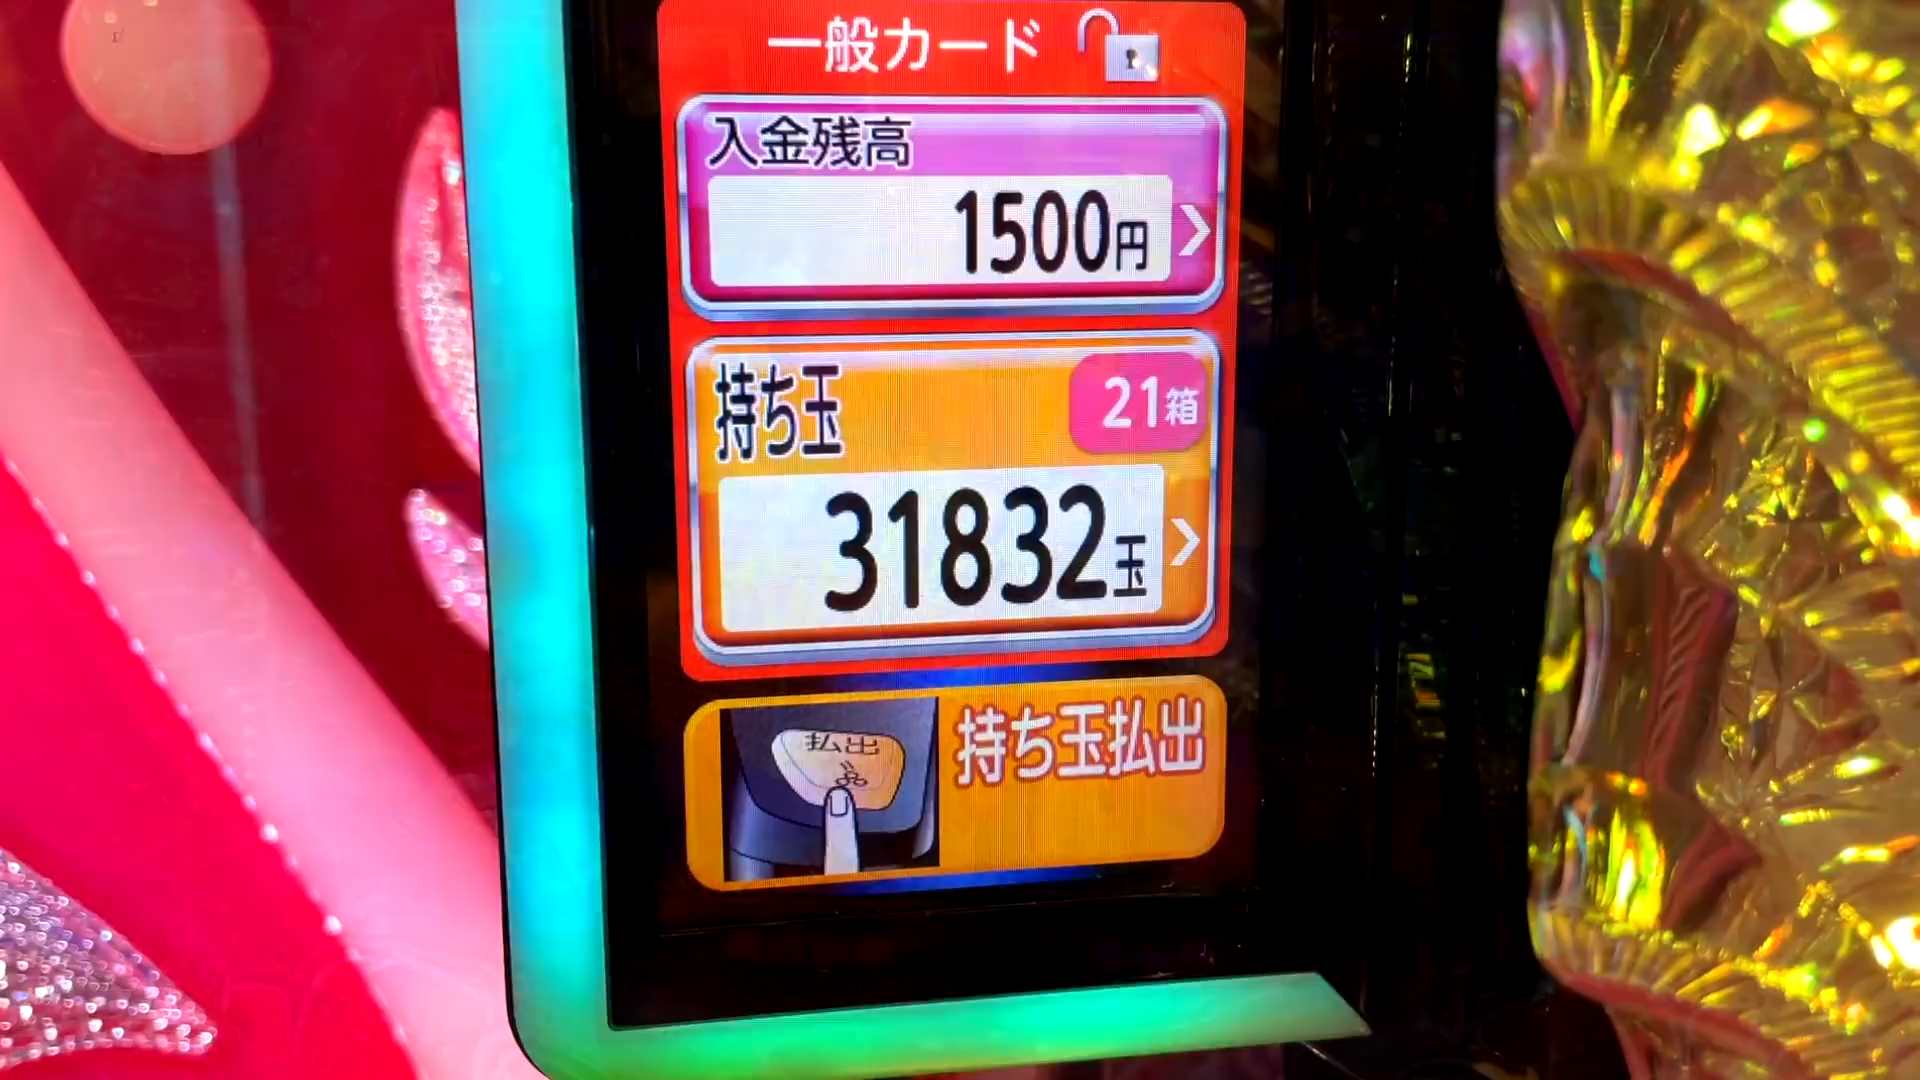 一般カード
入金残高
1500円
持ち玉
21箱
31832玉
払出
持ち玉払出